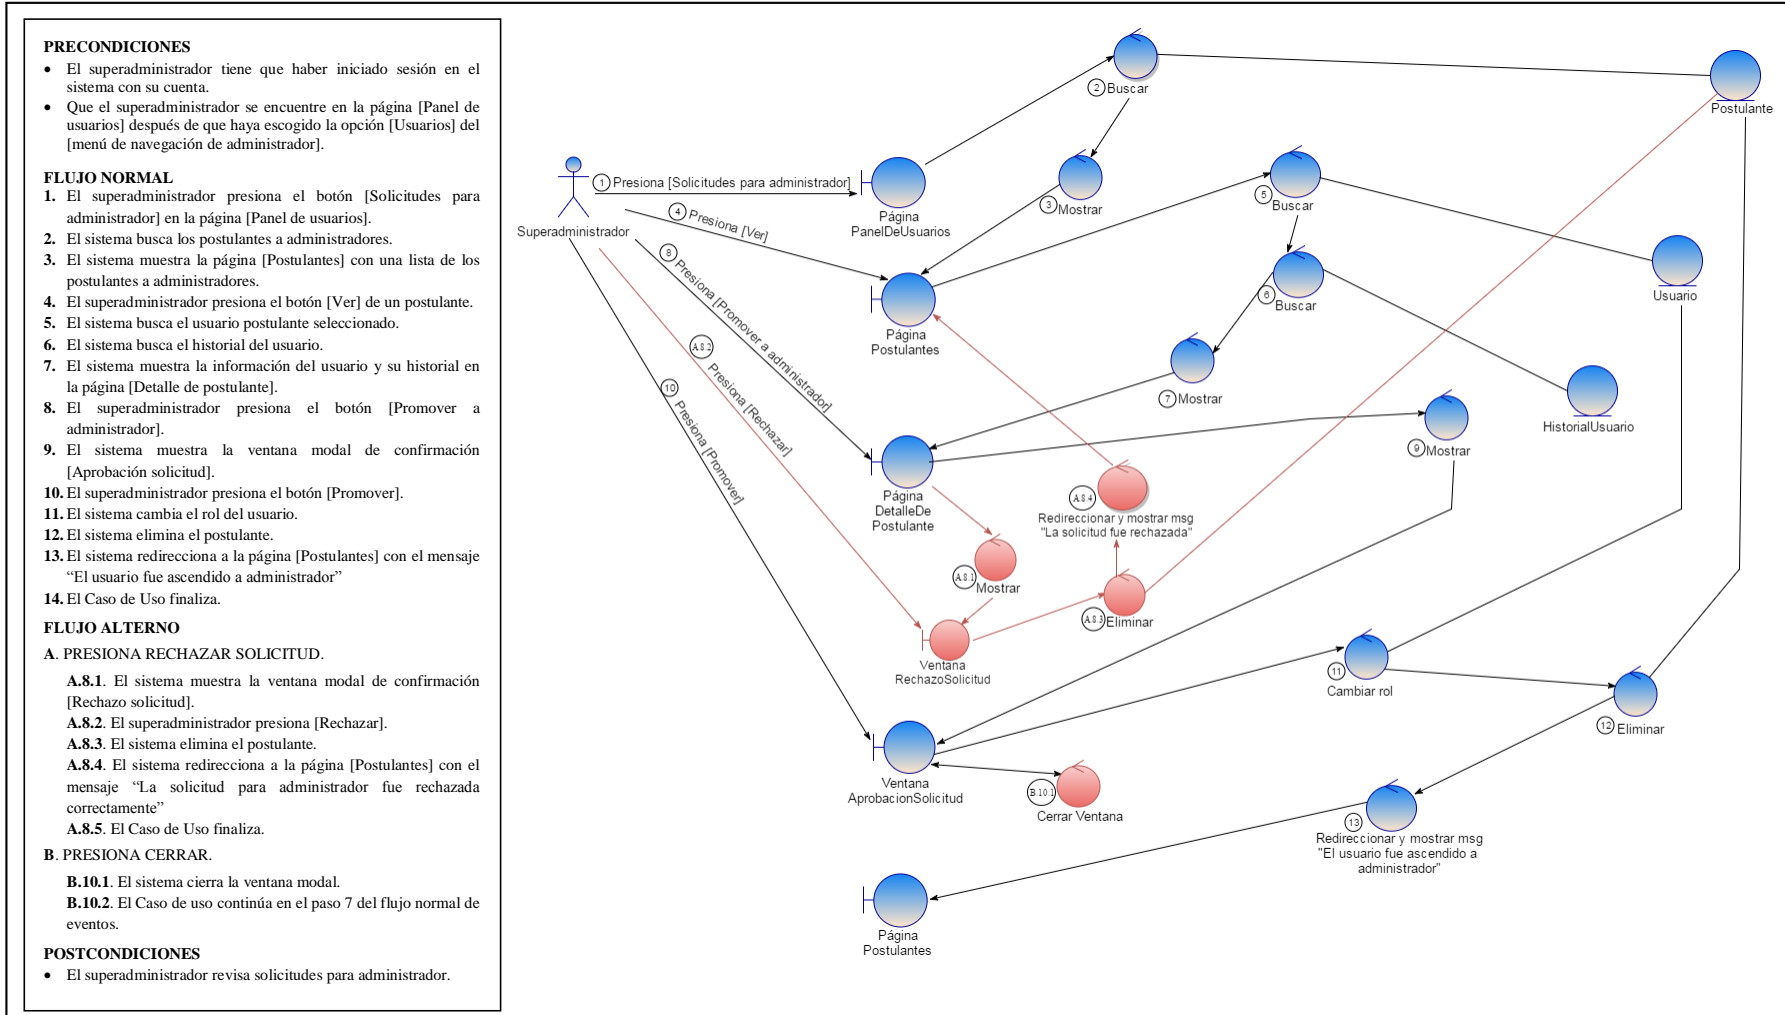 PRECONDICIONES
• El superadministrador tiene que haber iniciado sesión en el
sistema con su cuenta.
• Que el superadministrador se encuentre en la página [Panel de
usuarios] después de que haya escogido la opción [Usuarios] del
[menú de navegación de administrador].
FLUJO NORMAL
1. El superadministrador presiona el botón [Solicitudes para
administrador] en la página [Panel de usuarios].
2. El sistema busca los postulantes a administradores.
3. El sistema muestra la página [Postulantes] con una lista de los
postulantes a administradores.
4. El superadministrador presiona el botón [Ver] de un postulante.
5. El sistema busca el usuario postulante seleccionado.
6. El sistema busca el historial del usuario.
7. El sistema muestra la información del usuario y su historial en
la página [Detalle de postulante].
8. El superadministrador presiona el botón [Promover a
administrador].
9. El sistema muestra la ventana modal de confirmación
[Aprobación solicitud].
10. El superadministrador presiona el botón [Promover].
11. El sistema cambia el rol del usuario.
12. El sistema elimina el postulante.
13. El sistema redirecciona a la página [Postulantes] con el mensaje
“El usuario fue ascendido a administrador”
14. El Caso de Uso finaliza.
FLUJO ALTERNO
A. PRESIONA RECHAZAR SOLICITUD.
A.8.1. El sistema muestra la ventana modal de confirmación
[Rechazo solicitud].
A.8.2. El superadministrador presiona [Rechazar].
A.8.3. El sistema elimina el postulante.
A.8.4. El sistema redirecciona a la página [Postulantes] con el
mensaje “La solicitud para administrador fue rechazada
correctamente”
A.8.5. El Caso de Uso finaliza.
B. PRESIONA CERRAR.
B.10.1. El sistema cierra la ventana modal.
B.10.2. El Caso de uso continúa en el paso 7 del flujo normal de
eventos.
POSTCONDICIONES
• El superadministrador revisa solicitudes para administrador.
Superadministrador
1 Presiona [Solicitudes para administrador]
4 Presiona [Ver]
8 Presiona [Promover a administrador]
A.8.2 Presiona [Rechazar]
10 Presiona [Promover]
Página
PanelDeUsuarios
2 Buscar
3 Mostrar
Postulante
Página
Postulantes
5 Buscar
6 Buscar
Usuario
7 Mostrar
HistorialUsuario
9 Mostrar
Página
DetalleDe
Postulante
A.8.4
Redireccionar y mostrar msg
"La solicitud fue rechazada"
A.8.1 Mostrar
A.8.3 Eliminar
Ventana
RechazoSolicitud
11
Cambiar rol
12 Eliminar
Ventana
AprobacionSolicitud
B.10.1
Cerrar Ventana
13
Redireccionar y mostrar msg
"El usuario fue ascendido a
administrador"
Página
Postulantes